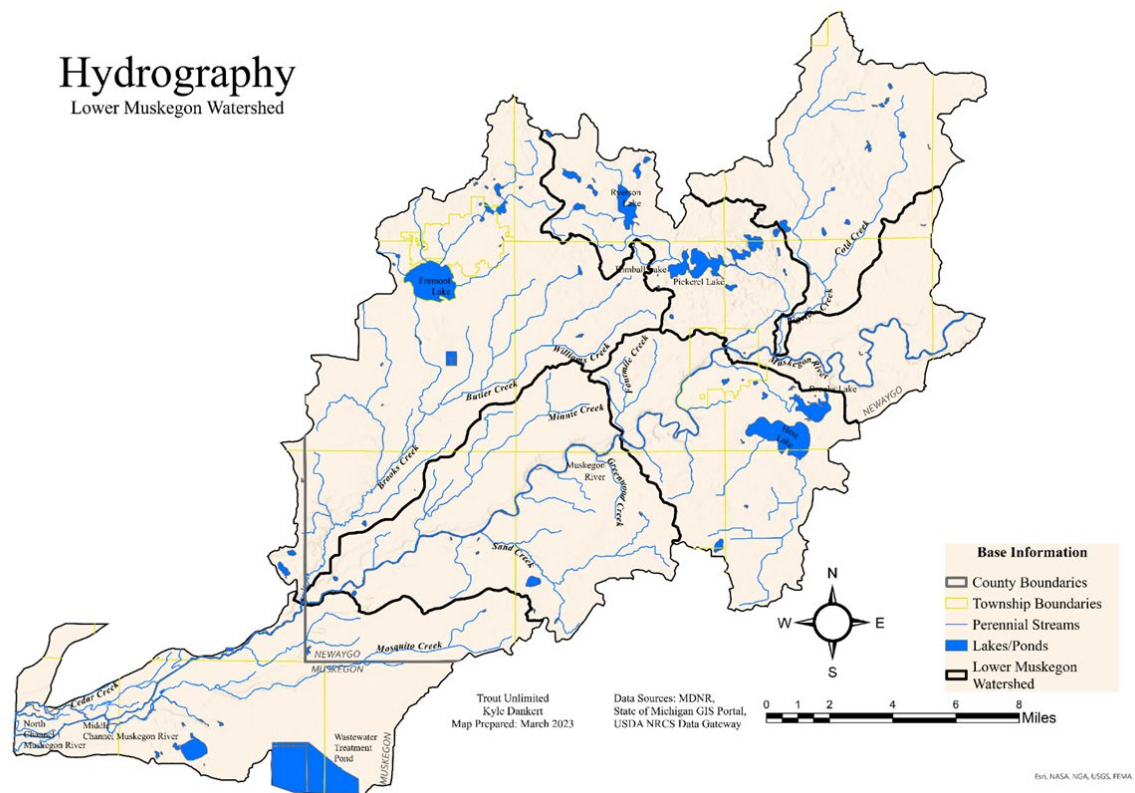 Hydrography
Lower Muskegon Watershed
Ryerson
Lake
Cold Creek
Fremont
Lake
Pickerel Lake
Williams Creek
Fourmile Creek
Muskegon River
Butler Creek
Minnie Creek
NEWAYGO
Hess
Lake
Brooks Creek
Muskegon
River
Greenwood Creek
Sand Creek
Base Information
County Boundaries
Township Boundaries
Perennial Streams
Lakes/Ponds
Lower Muskegon
Watershed
N
W
E
S
Mosquito Creek
NEWAYGO
MUSKEGON
Cedar Creek
North
Channel
Muskegon River
Middle
Channel Muskegon River
Wastewater
Treatment
Pond
MUSKEGON
Trout Unlimited
Kyle Dankert
Map Prepared: March 2023
Data Sources: MDNR,
State of Michigan GIS Portal,
USDA NRCS Data Gateway
0 1 2 4 6 8
Miles
Esri, NASA, NGA, USGS, FEMA